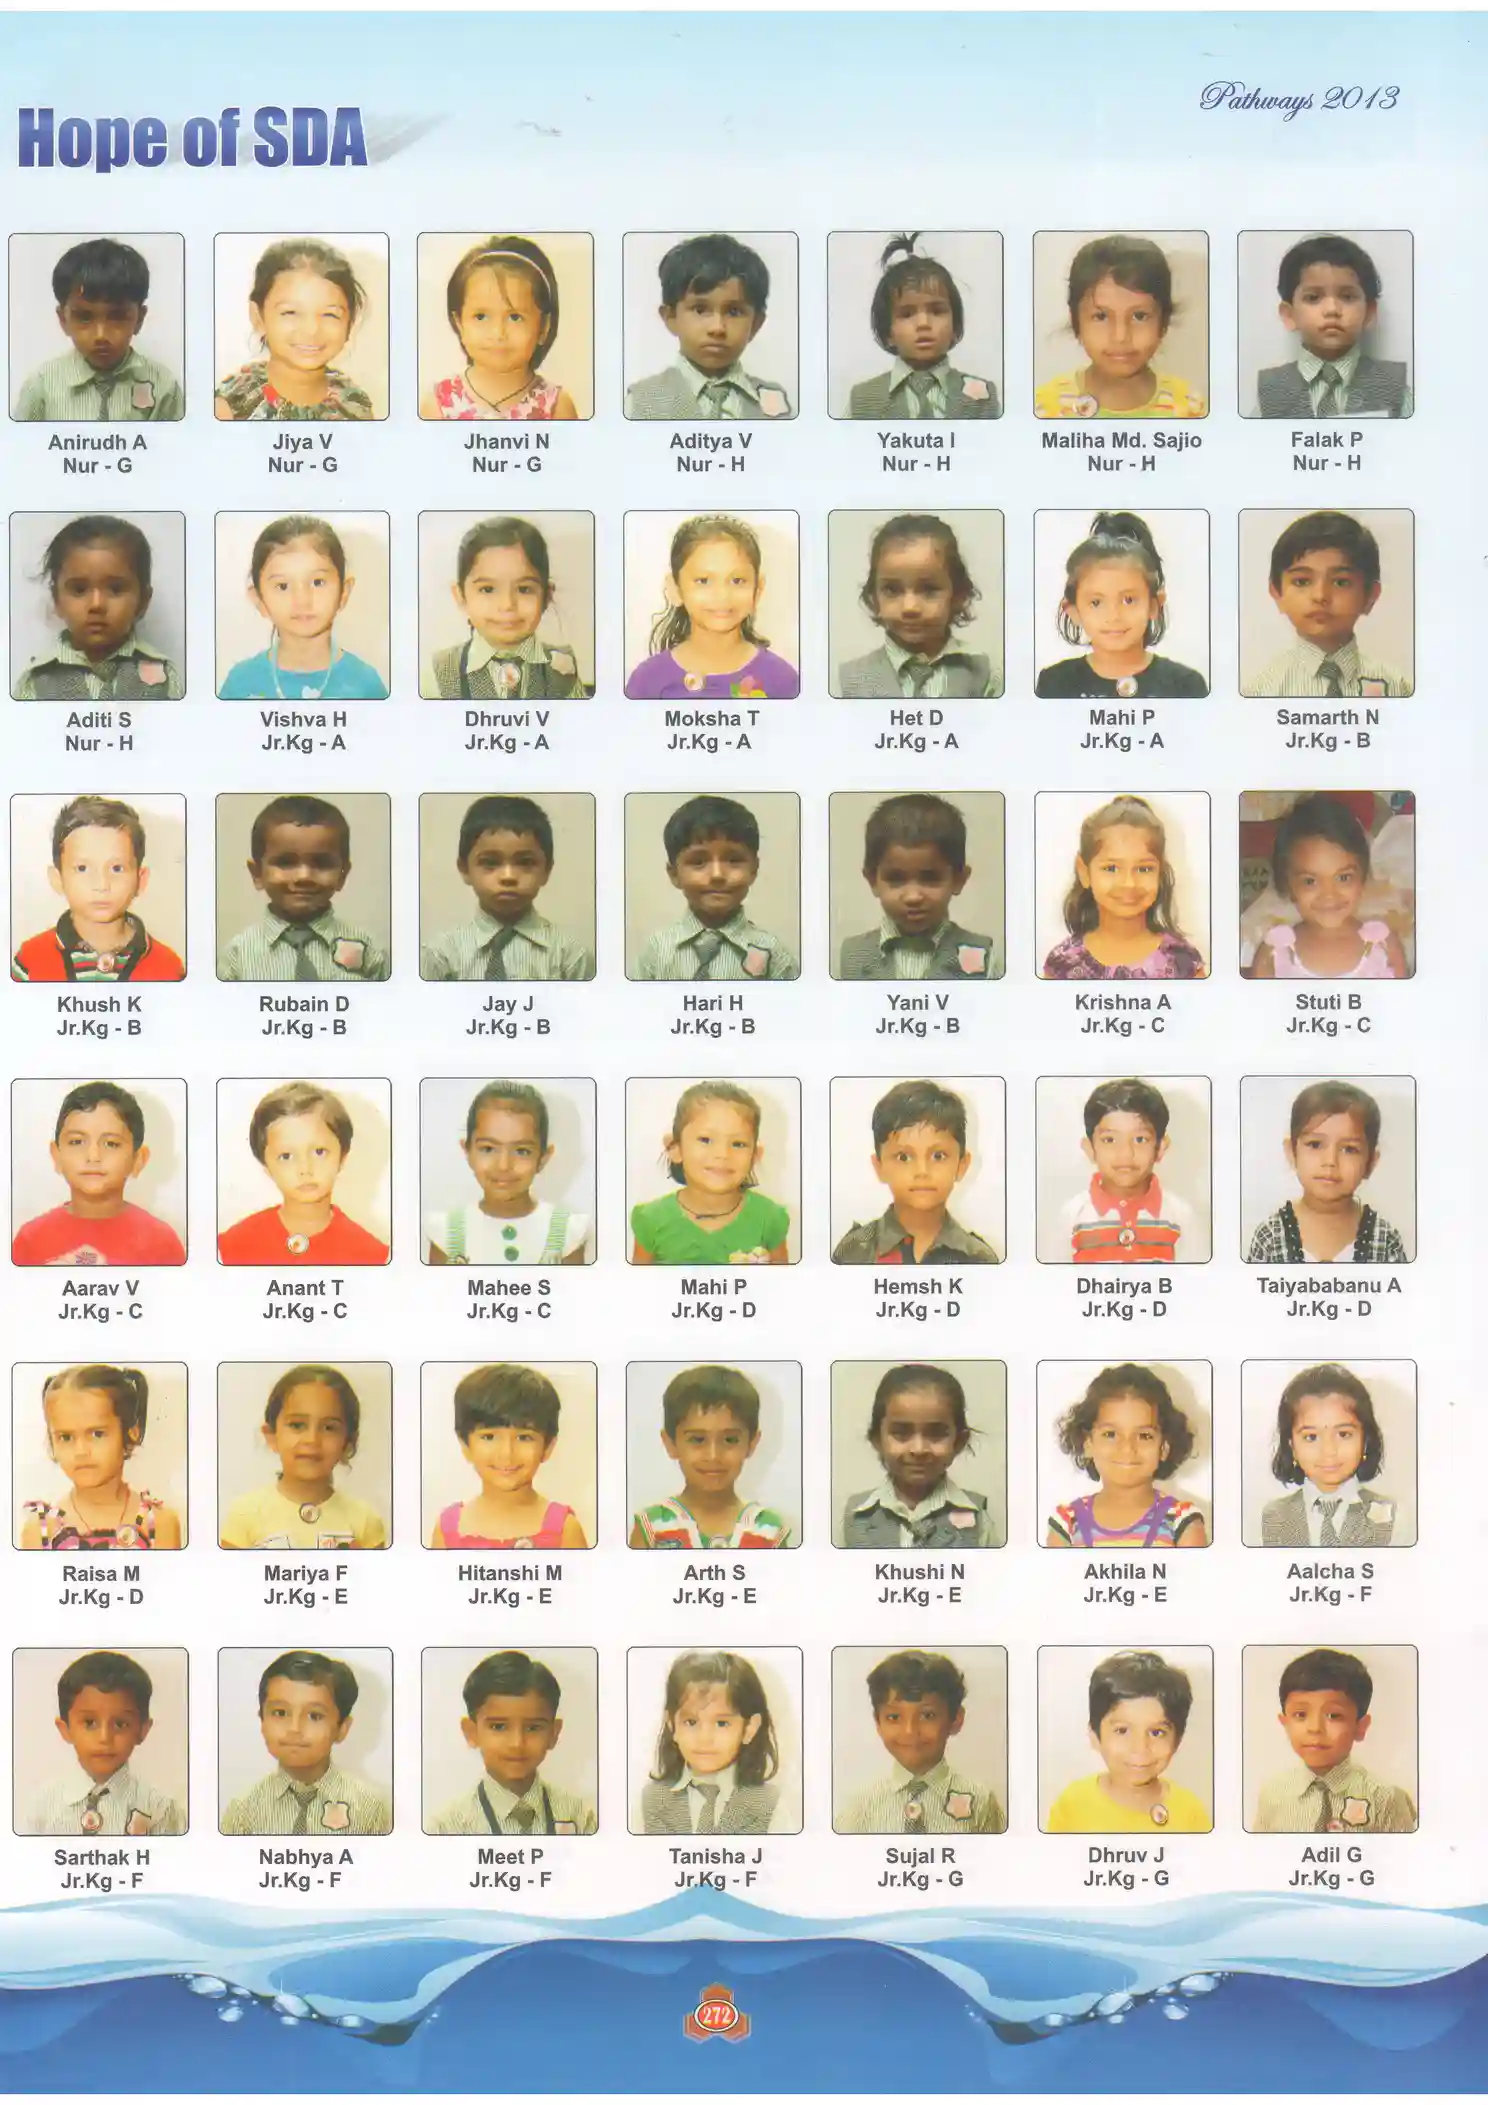 Pathways 2013
Hope of SDA
Anirudh A
Nur - G
Jiya V
Nur - G
Jhanvi N
Nur - G
Aditya V
Nur - H
Yakuta I
Nur - H
Maliha Md. Sajio
Nur - H
Falak P
Nur - H
Aditi S
Nur - H
Vishva H
Jr.Kg - A
Dhruvi V
Jr.Kg - A
Moksha T
Jr.Kg - A
Het D
Jr.Kg - A
Mahi P
Jr.Kg - A
Samarth N
Jr.Kg - B
Khush K
Jr.Kg - B
Rubain D
Jr.Kg - B
Jay J
Jr.Kg - B
Hari H
Jr.Kg - B
Yani V
Jr.Kg - B
Krishna A
Jr.Kg - C
Stuti B
Jr.Kg - C
Aarav V
Jr.Kg - C
Anant T
Jr.Kg - C
Mahee S
Jr.Kg - C
Mahi P
Jr.Kg - D
Hemsh K
Jr.Kg - D
Dhairya B
Jr.Kg - D
Taiyababanu A
Jr.Kg - D
Raisa M
Jr.Kg - D
Mariya F
Jr.Kg - E
Hitanshi M
Jr.Kg - E
Arth S
Jr.Kg - E
Khushi N
Jr.Kg - E
Akhila N
Jr.Kg - E
Aalcha S
Jr.Kg - F
Sarthak H
Jr.Kg - F
Nabhya A
Jr.Kg - F
Meet P
Jr.Kg - F
Tanisha J
Jr.Kg - F
Sujal R
Jr.Kg - G
Dhruv J
Jr.Kg - G
Adil G
Jr.Kg - G
272